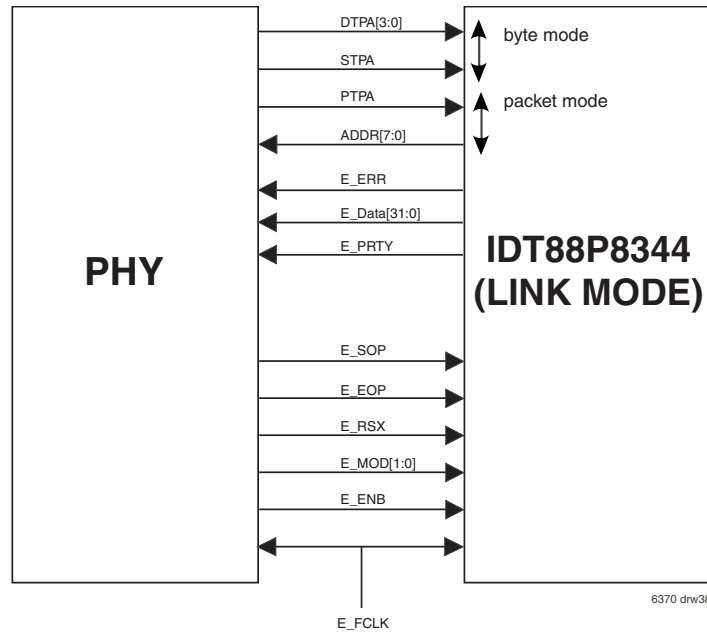 DTPA[3:0]
byte mode
STPA
PTPA
packet mode
ADDR[7:0]
E_ERR
E_Data[31:0]
E_PRTY
PHY
IDT88P8344
(LINK MODE)
E_SOP
E_EOP
E_RSX
E_MOD[1:0]
E_ENB
6370 drw38
E_FCLK